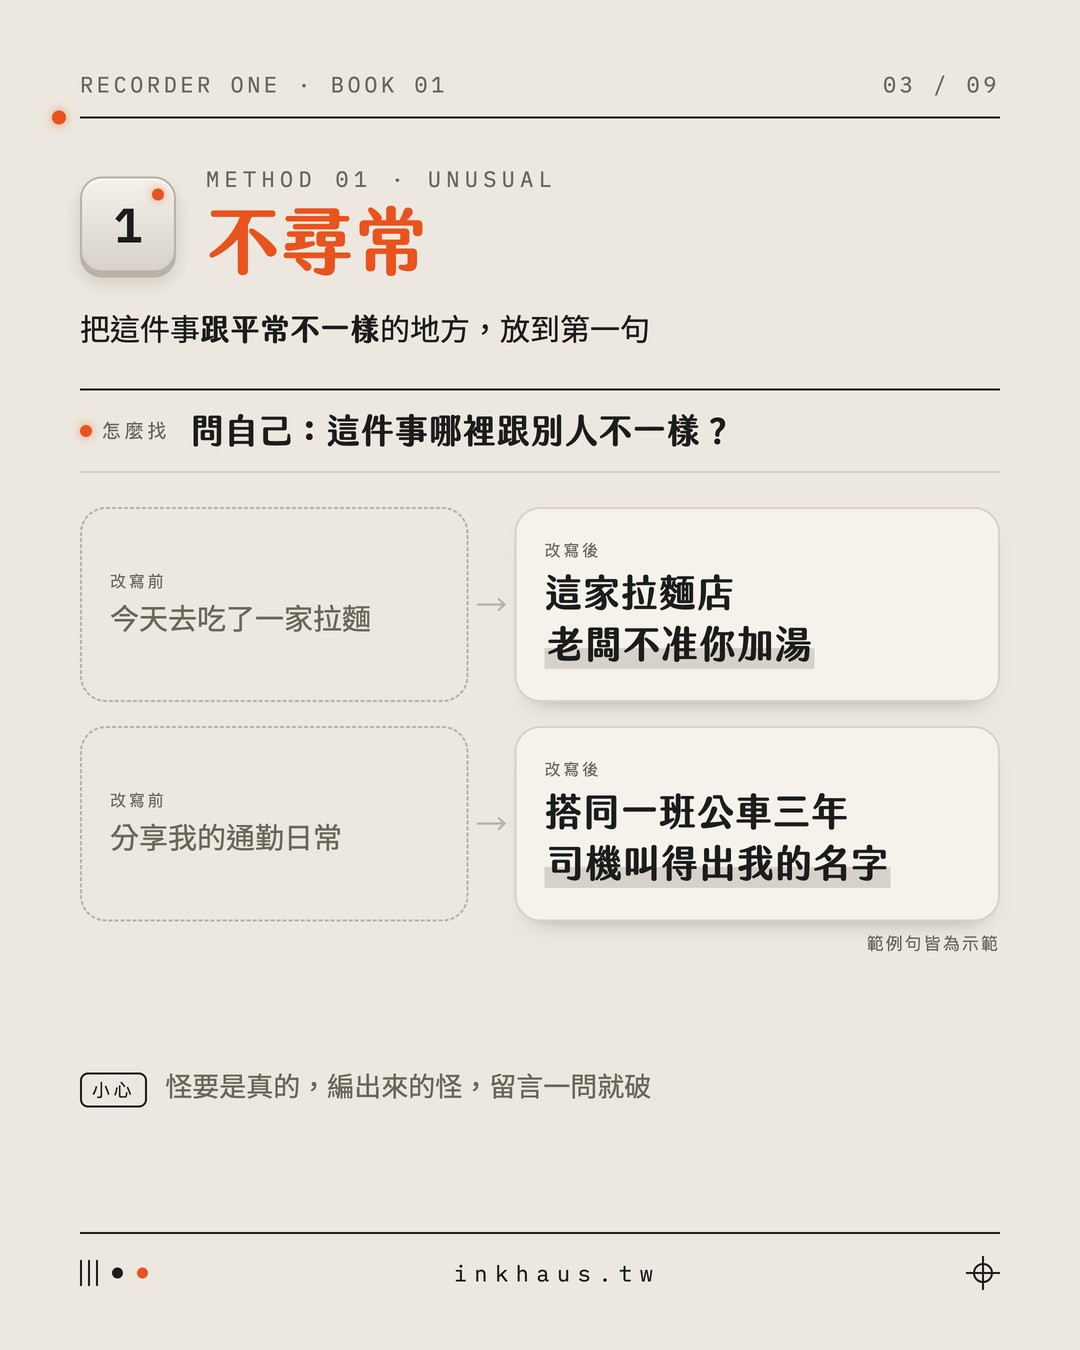 RECORDER ONE · BOOK 01
03 / 09
METHOD 01 · UNUSUAL
1
不尋常
把這件事跟平常不一樣的地方，放到第一句
怎麼找
問自己：這件事哪裡跟別人不一樣？
改寫前
今天去吃了一家拉麵
→
改寫後
這家拉麵店
老闆不准你加湯
改寫前
分享我的通勤日常
→
改寫後
搭同一班公車三年
司機叫得出我的名字
範例句皆為示範
小心
怪要是真的，編出來的怪，留言一問就破
inkhaus.tw